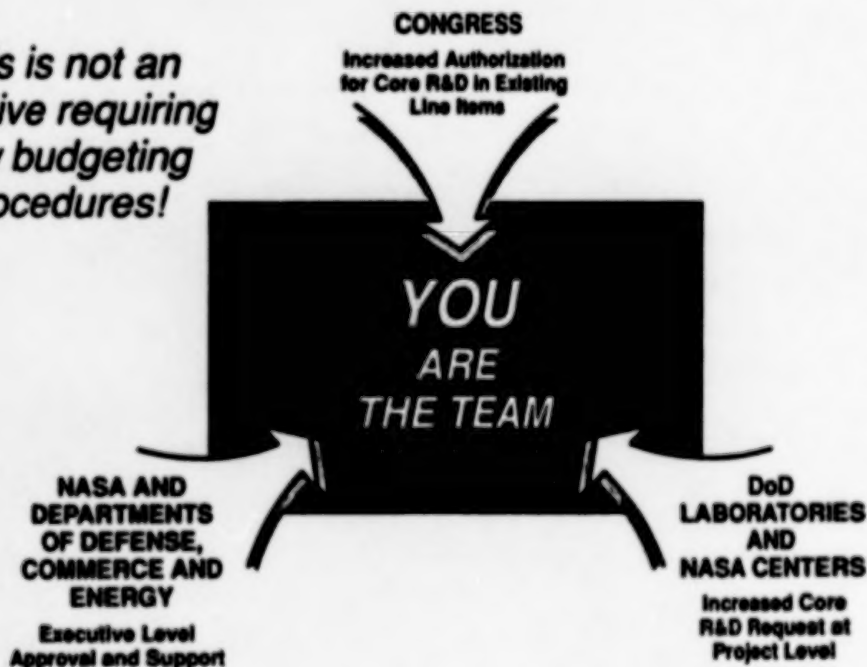 s is not an
ive requiring
budgeting
ocedures!
CONGRESS
Increased Authorization
for Core R&D in Existing
Line Items
YOU
ARE
THE TEAM
NASA AND
DEPARTMENTS
OF DEFENSE,
COMMERCE AND
ENERGY
Executive Level
Approval and Support
DoD
LABORATORIES
AND
NASA CENTERS
Increased Core
R&D Request at
Project Level